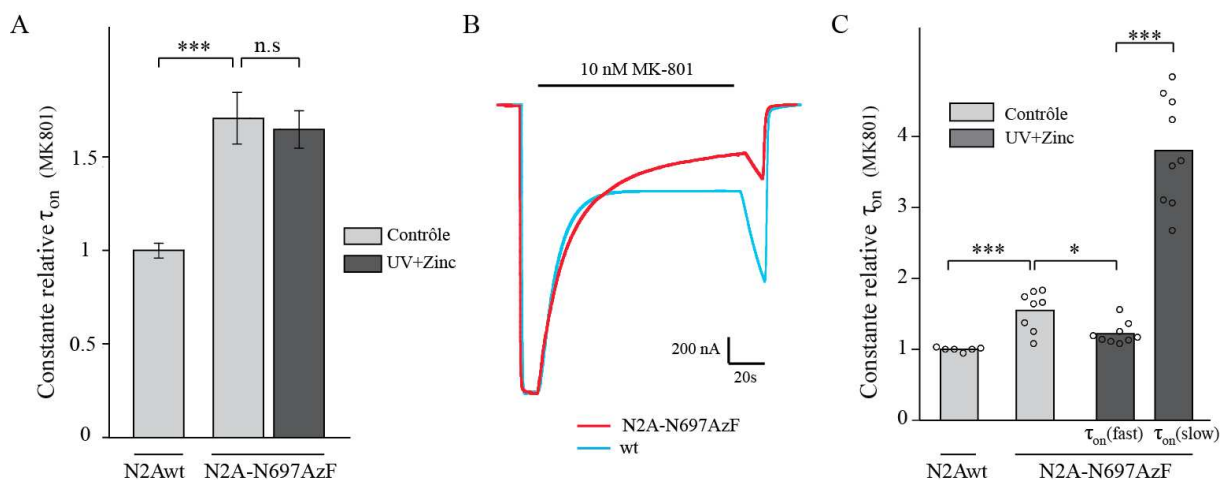 A
Constante relative τon (MK801)
1.5
1
0.5
0
***
n.s
Contrôle
UV+Zinc
N2Awt
N2A-N697AzF
B
10 nM MK-801
200 nA
20s
N2A-N697AzF
wt
C
Constante relative τon (MK801)
4
3
2
1
0
***
***
*
Contrôle
UV+Zinc
τon(fast)
τon(slow)
N2Awt
N2A-N697AzF